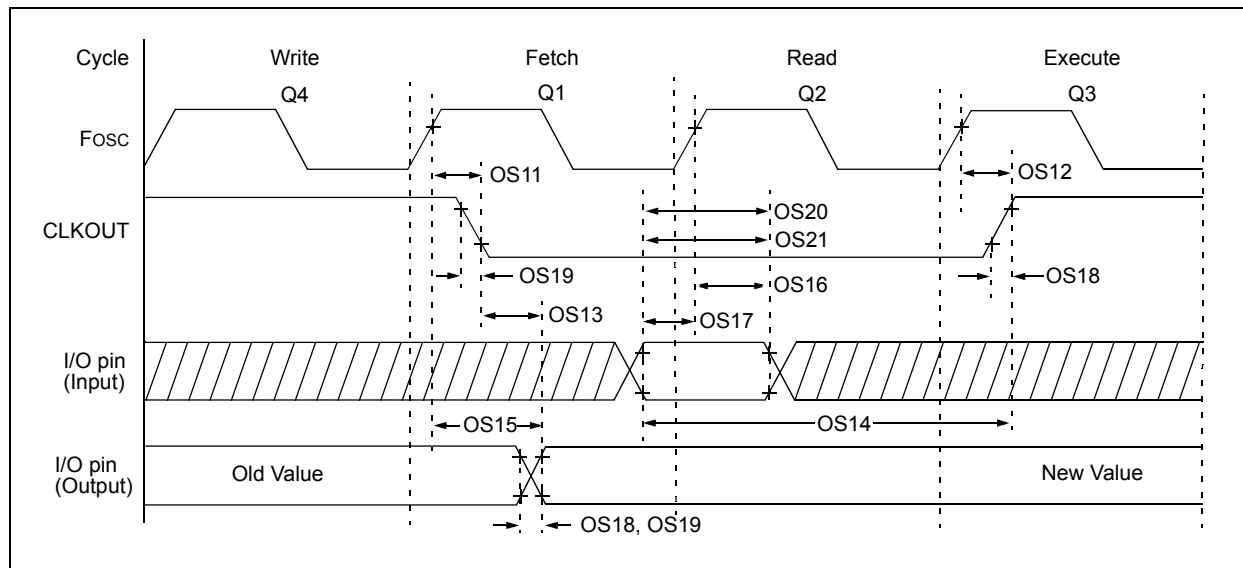 Cycle Write Fetch Read Execute
Q4 Q1 Q2 Q3
FOSC
OS11 OS12
CLKOUT
OS20
OS21
OS19 OS16 OS18
OS13 OS17
I/O pin
(Input)
OS15 OS14
I/O pin
(Output)
Old Value New Value
OS18, OS19